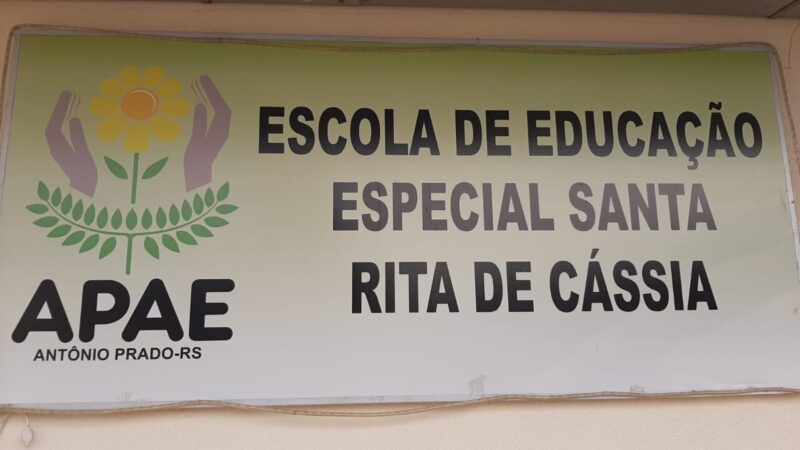 ESCOLA DE EDUCAÇÃO
ESPECIAL SANTA
RITA DE CÁSSIA
APAE
ANTÔNIO PRADO-RS